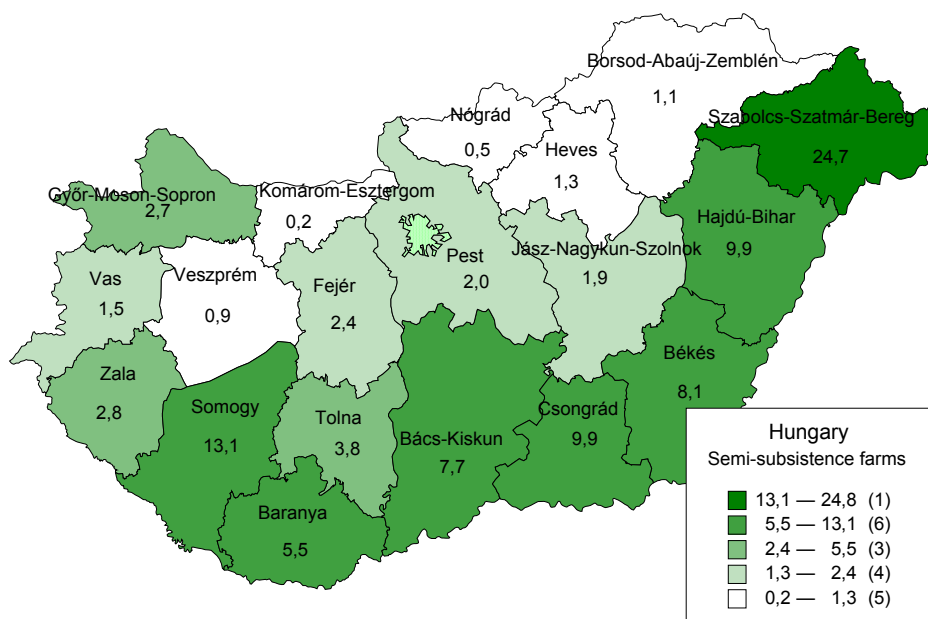 Borsod-Abaúj-Zemblén
1,1
Szabolcs-Szatmár-Bereg
24,7
Nógrád
0,5
Heves
1,3
Győr-Moson-Sopron
2,7
Komárom-Esztergom
0,2
Hajdú-Bihar
9,9
Jász-Nagykun-Szolnok
1,9
Pest
2,0
Vas
1,5
Veszprém
0,9
Fejér
2,4
Békés
8,1
Zala
2,8
Somogy
13,1
Tolna
3,8
Bács-Kiskun
7,7
Csongrád
9,9
Baranya
5,5
Hungary
Semi-subsistence farms
13,1 — 24,8 (1)
5,5 — 13,1 (6)
2,4 — 5,5 (3)
1,3 — 2,4 (4)
0,2 — 1,3 (5)